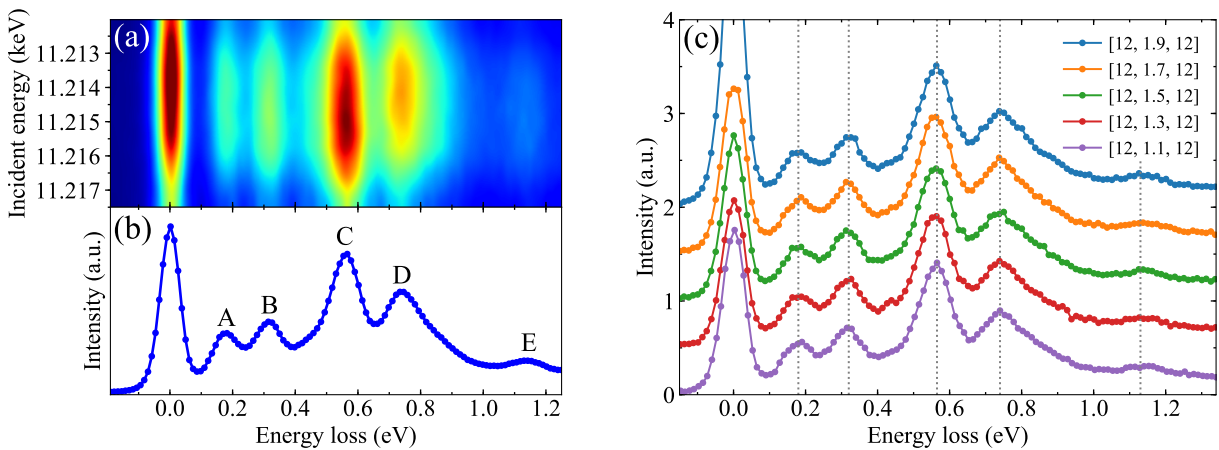 (a)
Incident energy (keV)
11.213
11.214
11.215
11.216
11.217
(b)
Intensity (a.u.)
A
B
C
D
E
0.0 0.2 0.4 0.6 0.8 1.0 1.2
Energy loss (eV)
(c)
Intensity (a.u.)
4
3
2
1
0
[12, 1.9, 12]
[12, 1.7, 12]
[12, 1.5, 12]
[12, 1.3, 12]
[12, 1.1, 12]
0.0 0.2 0.4 0.6 0.8 1.0 1.2
Energy loss (eV)